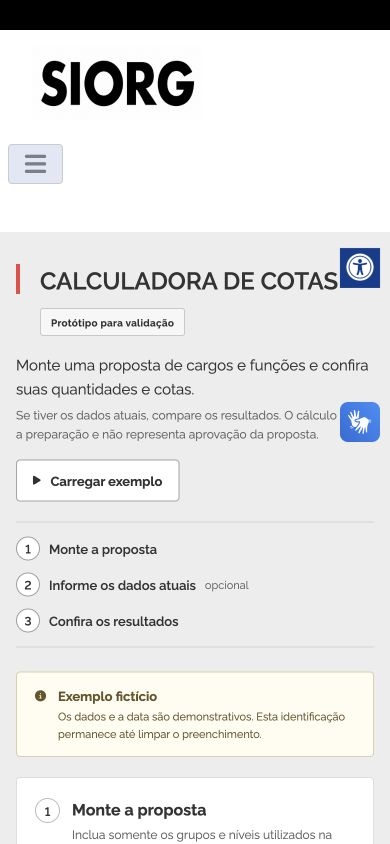 SIORG
CALCULADORA DE COTAS
Protótipo para validação
Monte uma proposta de cargos e funções e confira
suas quantidades e cotas.
Se tiver os dados atuais, compare os resultados. O cálculo
a preparação e não representa aprovação da proposta.
Carregar exemplo
1 Monte a proposta
2 Informe os dados atuais opcional
3 Confira os resultados
Exemplo fictício
Os dados e a data são demonstrativos. Esta identificação
permanece até limpar o preenchimento.
1 Monte a proposta
Inclua somente os grupos e níveis utilizados na